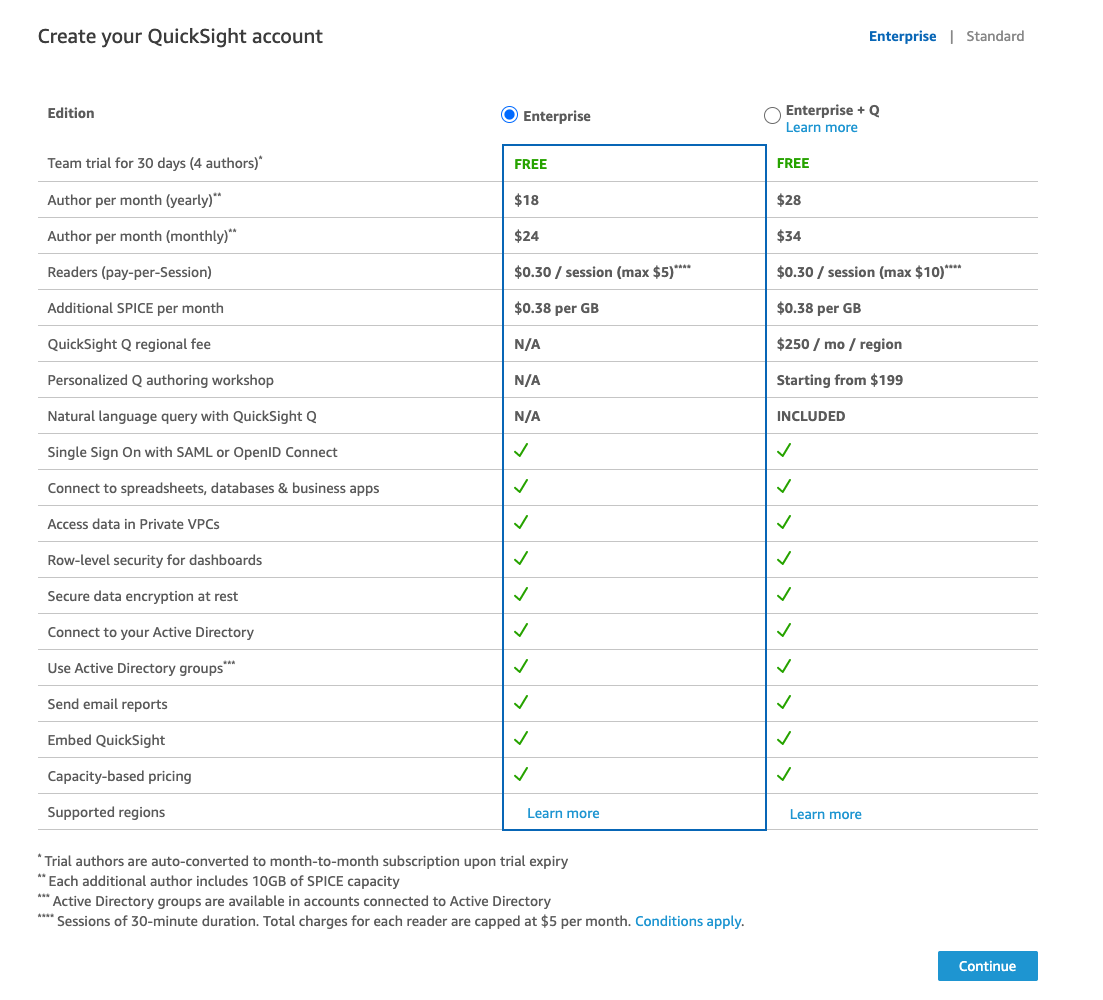 Create your QuickSight account
Enterprise | Standard
Edition Enterprise Enterprise + Q
Learn more
Team trial for 30 days (4 authors)* FREE FREE
Author per month (yearly)** $18 $28
Author per month (monthly)** $24 $34
Readers (pay-per-Session) $0.30 / session (max $5)**** $0.30 / session (max $10)****
Additional SPICE per month $0.38 per GB $0.38 per GB
QuickSight Q regional fee N/A $250 / mo / region
Personalized Q authoring workshop N/A Starting from $199
Natural language query with QuickSight Q N/A INCLUDED
Single Sign On with SAML or OpenID Connect
Connect to spreadsheets, databases & business apps
Access data in Private VPCs
Row-level security for dashboards
Secure data encryption at rest
Connect to your Active Directory
Use Active Directory groups***
Send email reports
Embed QuickSight
Capacity-based pricing
Supported regions Learn more Learn more
* Trial authors are auto-converted to month-to-month subscription upon trial expiry
** Each additional author includes 10GB of SPICE capacity
*** Active Directory groups are available in accounts connected to Active Directory
**** Sessions of 30-minute duration. Total charges for each reader are capped at $5 per month. Conditions apply.
Continue